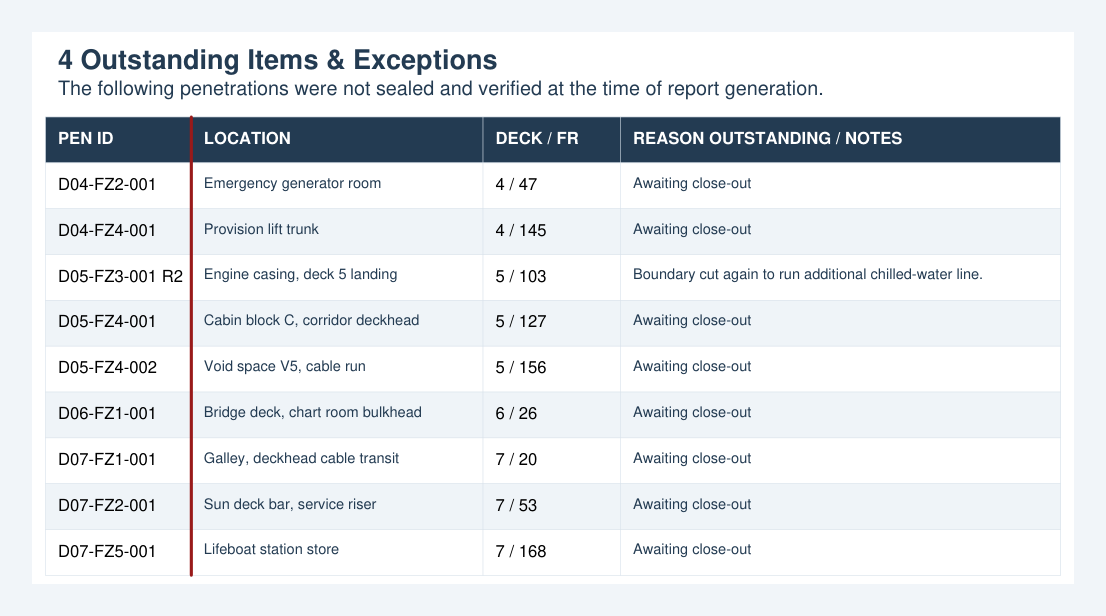 4 Outstanding Items & Exceptions
The following penetrations were not sealed and verified at the time of report generation.
PEN ID LOCATION DECK / FR REASON OUTSTANDING / NOTES
D04-FZ2-001 Emergency generator room 4 / 47 Awaiting close-out
D04-FZ4-001 Provision lift trunk 4 / 145 Awaiting close-out
D05-FZ3-001 R2 Engine casing, deck 5 landing 5 / 103 Boundary cut again to run additional chilled-water line.
D05-FZ4-001 Cabin block C, corridor deckhead 5 / 127 Awaiting close-out
D05-FZ4-002 Void space V5, cable run 5 / 156 Awaiting close-out
D06-FZ1-001 Bridge deck, chart room bulkhead 6 / 26 Awaiting close-out
D07-FZ1-001 Galley, deckhead cable transit 7 / 20 Awaiting close-out
D07-FZ2-001 Sun deck bar, service riser 7 / 53 Awaiting close-out
D07-FZ5-001 Lifeboat station store 7 / 168 Awaiting close-out